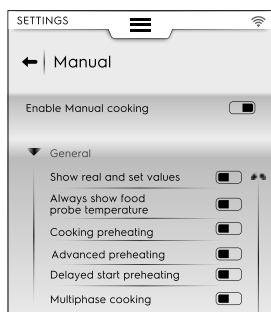 SETTINGS
Manual
Enable Manual cooking
General
Show real and set values
Always show food
probe temperature
Cooking preheating
Advanced preheating
Delayed start preheating
Multiphase cooking